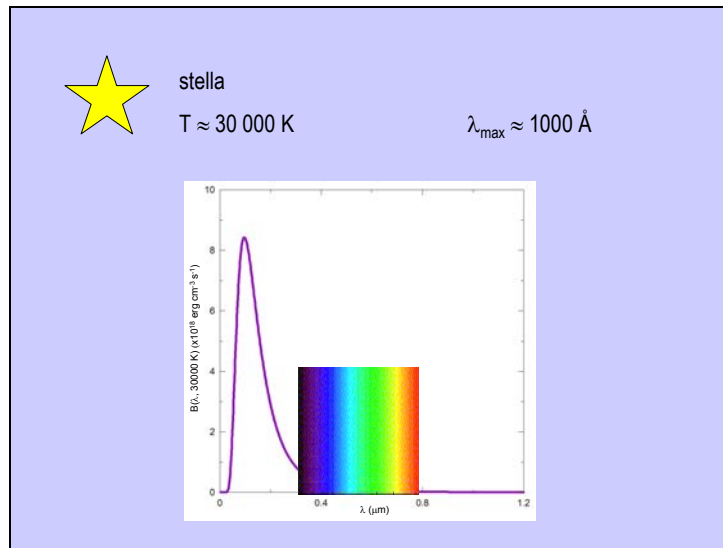 stella
T ≈ 30 000 K
λmax ≈ 1000 Å
10
8
6
4
2
0
B(λ, 30000 K) (x10¹⁸ erg cm⁻³ s⁻¹)
0
0.4
0.8
1.2
λ (μm)